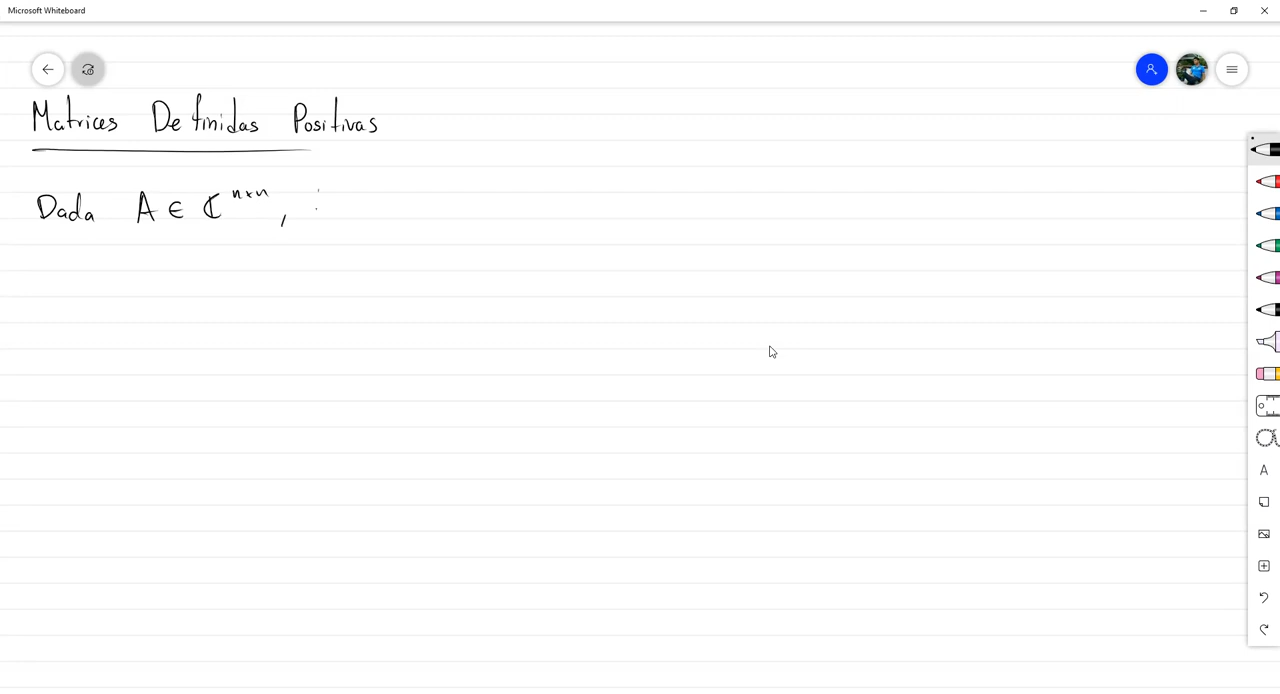 Microsoft Whiteboard
Matrices Definidas Positivas
Dada A ∈ ℂ^{n×n},
A